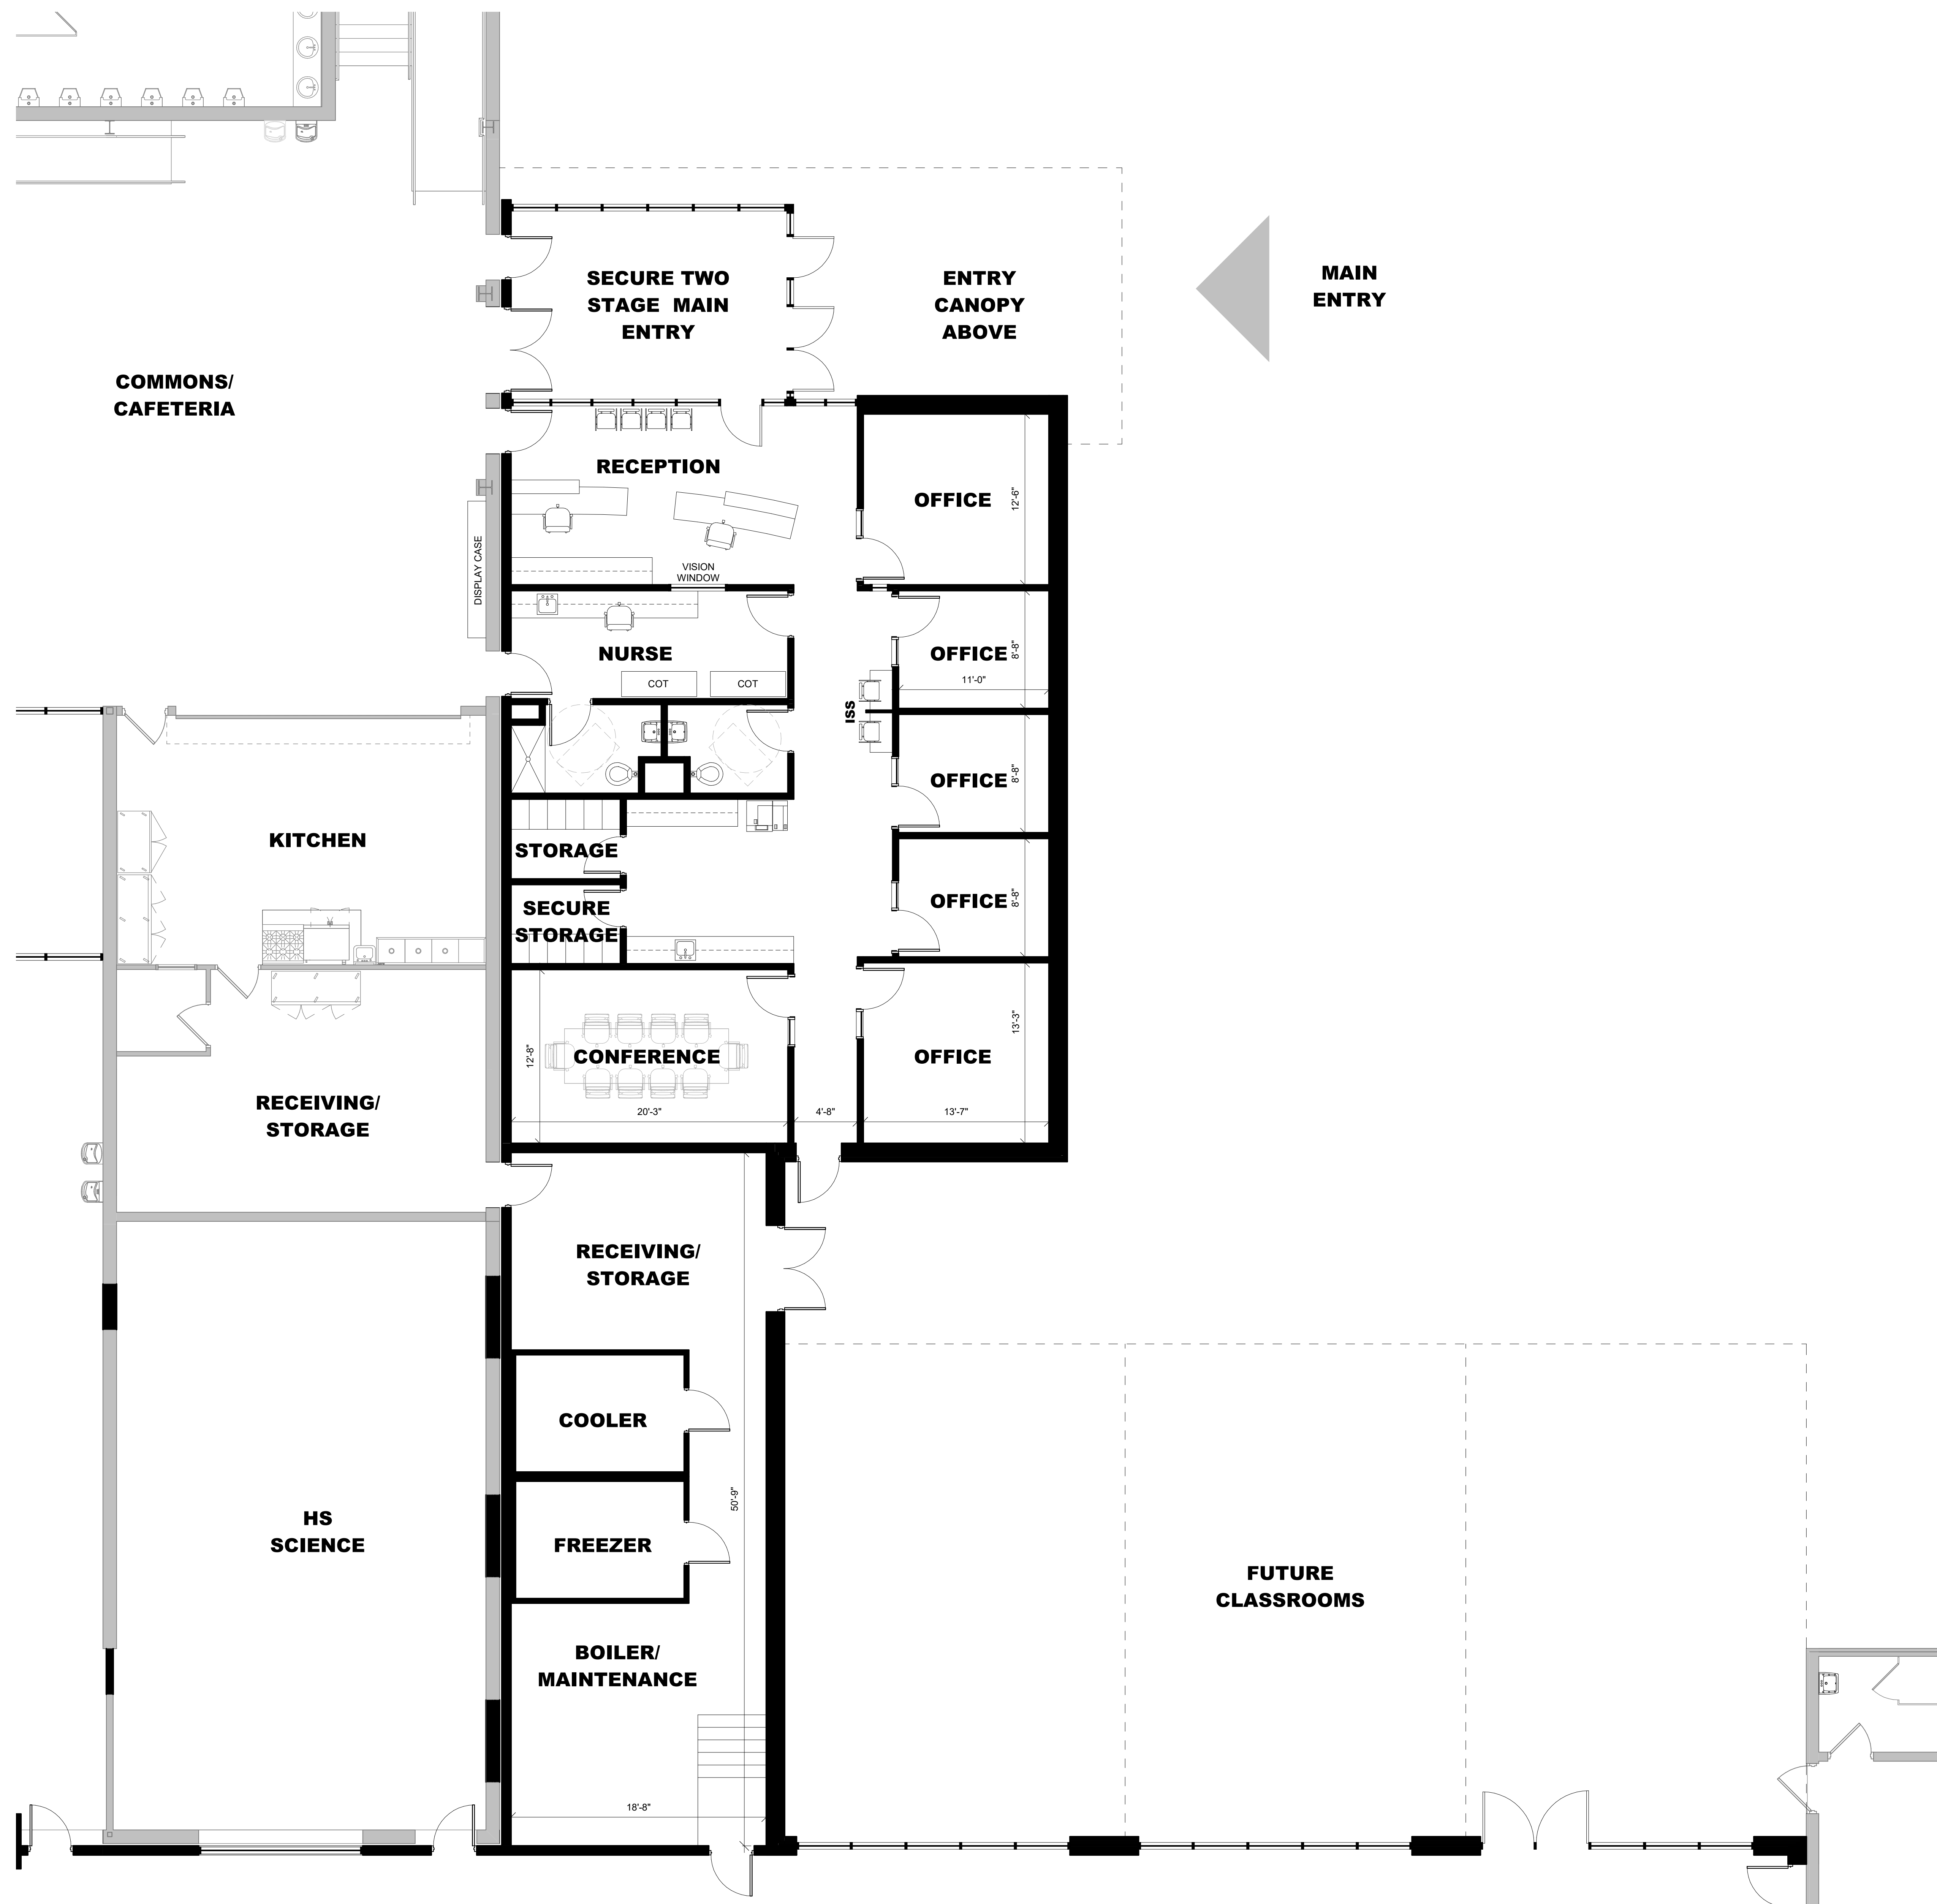 MAIN
ENTRY
SECURE TWO
STAGE MAIN
ENTRY
ENTRY
CANOPY
ABOVE
COMMONS/
CAFETERIA
RECEPTION
OFFICE
12'-6"
DISPLAY CASE
VISION
WINDOW
NURSE
COT
COT
OFFICE
8'-8"
11'-0"
ISS
OFFICE
8'-8"
KITCHEN
STORAGE
SECURE
STORAGE
OFFICE
8'-8"
CONFERENCE
12'-8"
20'-3"
4'-8"
OFFICE
13'-3"
13'-7"
RECEIVING/
STORAGE
RECEIVING/
STORAGE
COOLER
50'-9"
FREEZER
HS
SCIENCE
FUTURE
CLASSROOMS
BOILER/
MAINTENANCE
18'-8"